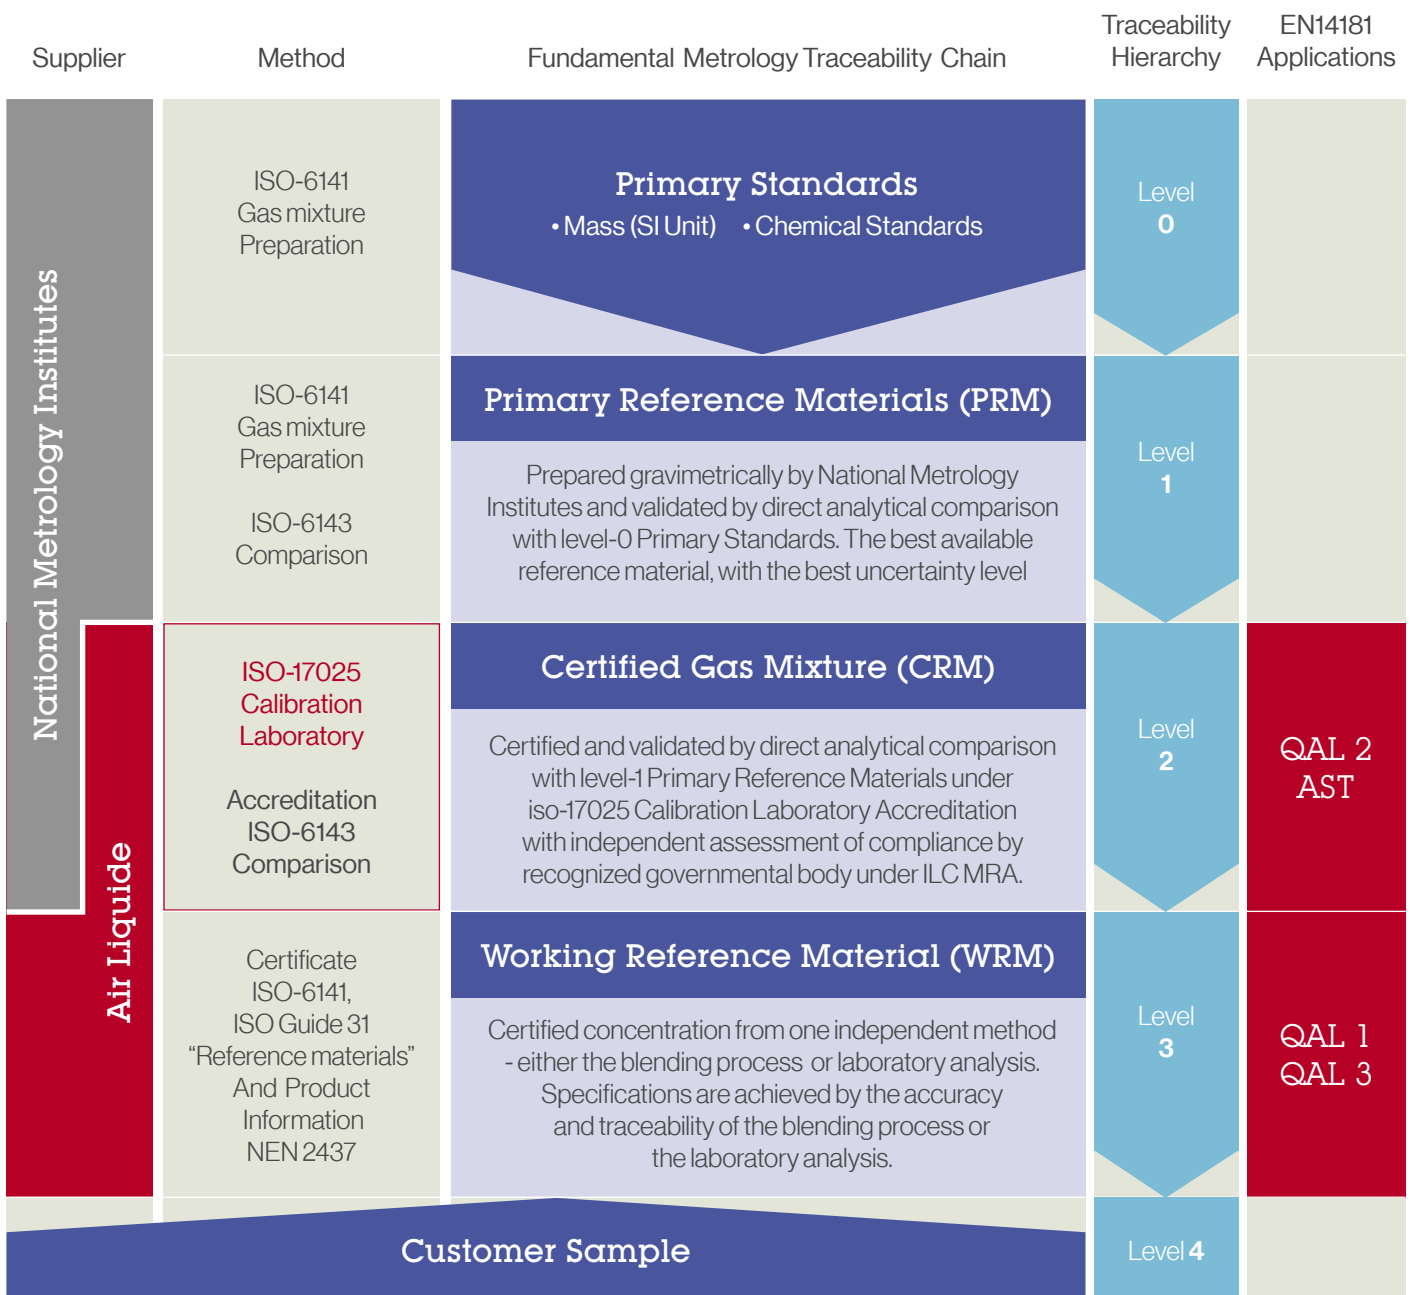 Supplier
Method
Fundamental Metrology Traceability Chain
Traceability
Hierarchy
EN14181
Applications
National Metrology Institutes
Air Liquide
ISO-6141
Gas mixture
Preparation
Primary Standards
• Mass (SI Unit) • Chemical Standards
Level
0
ISO-6141
Gas mixture
Preparation
ISO-6143
Comparison
Primary Reference Materials (PRM)
Prepared gravimetrically by National Metrology
Institutes and validated by direct analytical comparison
with level-0 Primary Standards. The best available
reference material, with the best uncertainty level
Level
1
ISO-17025
Calibration
Laboratory
Accreditation
ISO-6143
Comparison
Certified Gas Mixture (CRM)
Certified and validated by direct analytical comparison
with level-1 Primary Reference Materials under
iso-17025 Calibration Laboratory Accreditation
with independent assessment of compliance by
recognized governmental body under ILC MRA.
Level
2
QAL 2
AST
Certificate
ISO-6141,
ISO Guide 31
“Reference materials”
And Product
Information
NEN 2437
Working Reference Material (WRM)
Certified concentration from one independent method
- either the blending process or laboratory analysis.
Specifications are achieved by the accuracy
and traceability of the blending process or
the laboratory analysis.
Level
3
QAL 1
QAL 3
Customer Sample
Level 4